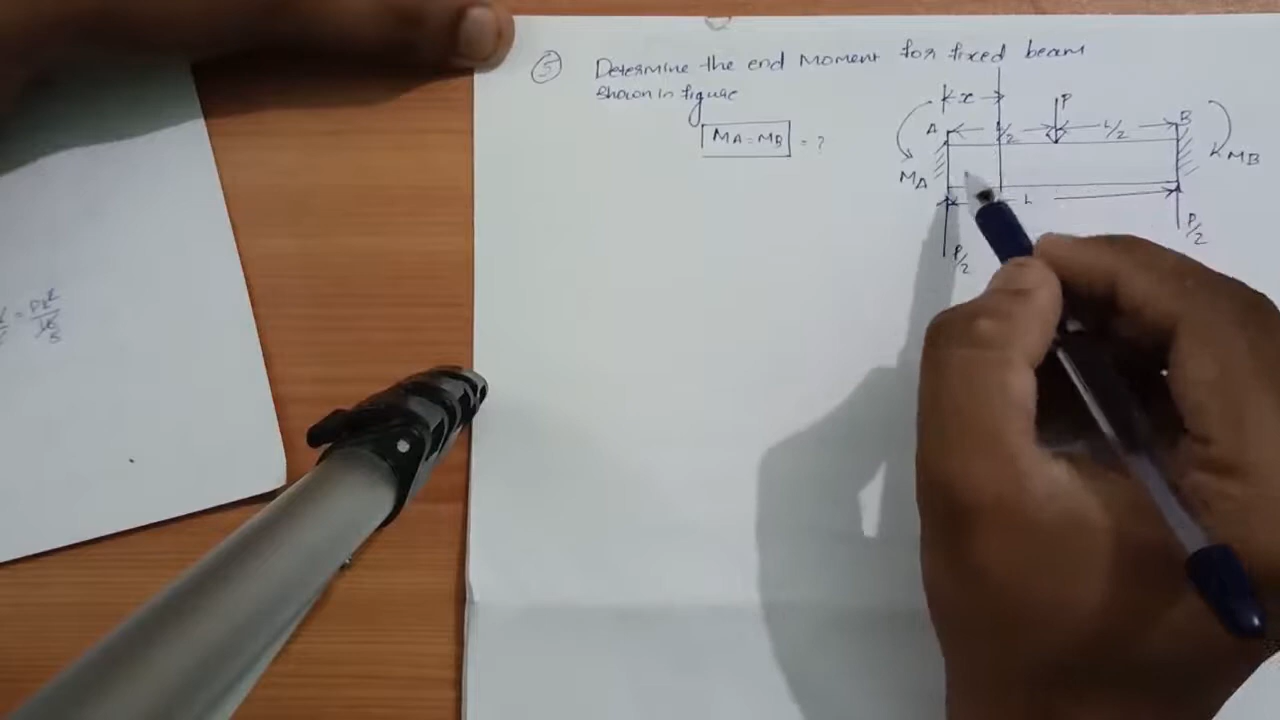 5 Determine the end Moment for fixed beam
shown in figure
MA = MB = ?
x
P
A
L/2
L/2
B
MA
MB
L
P/2
P/2
= PL²